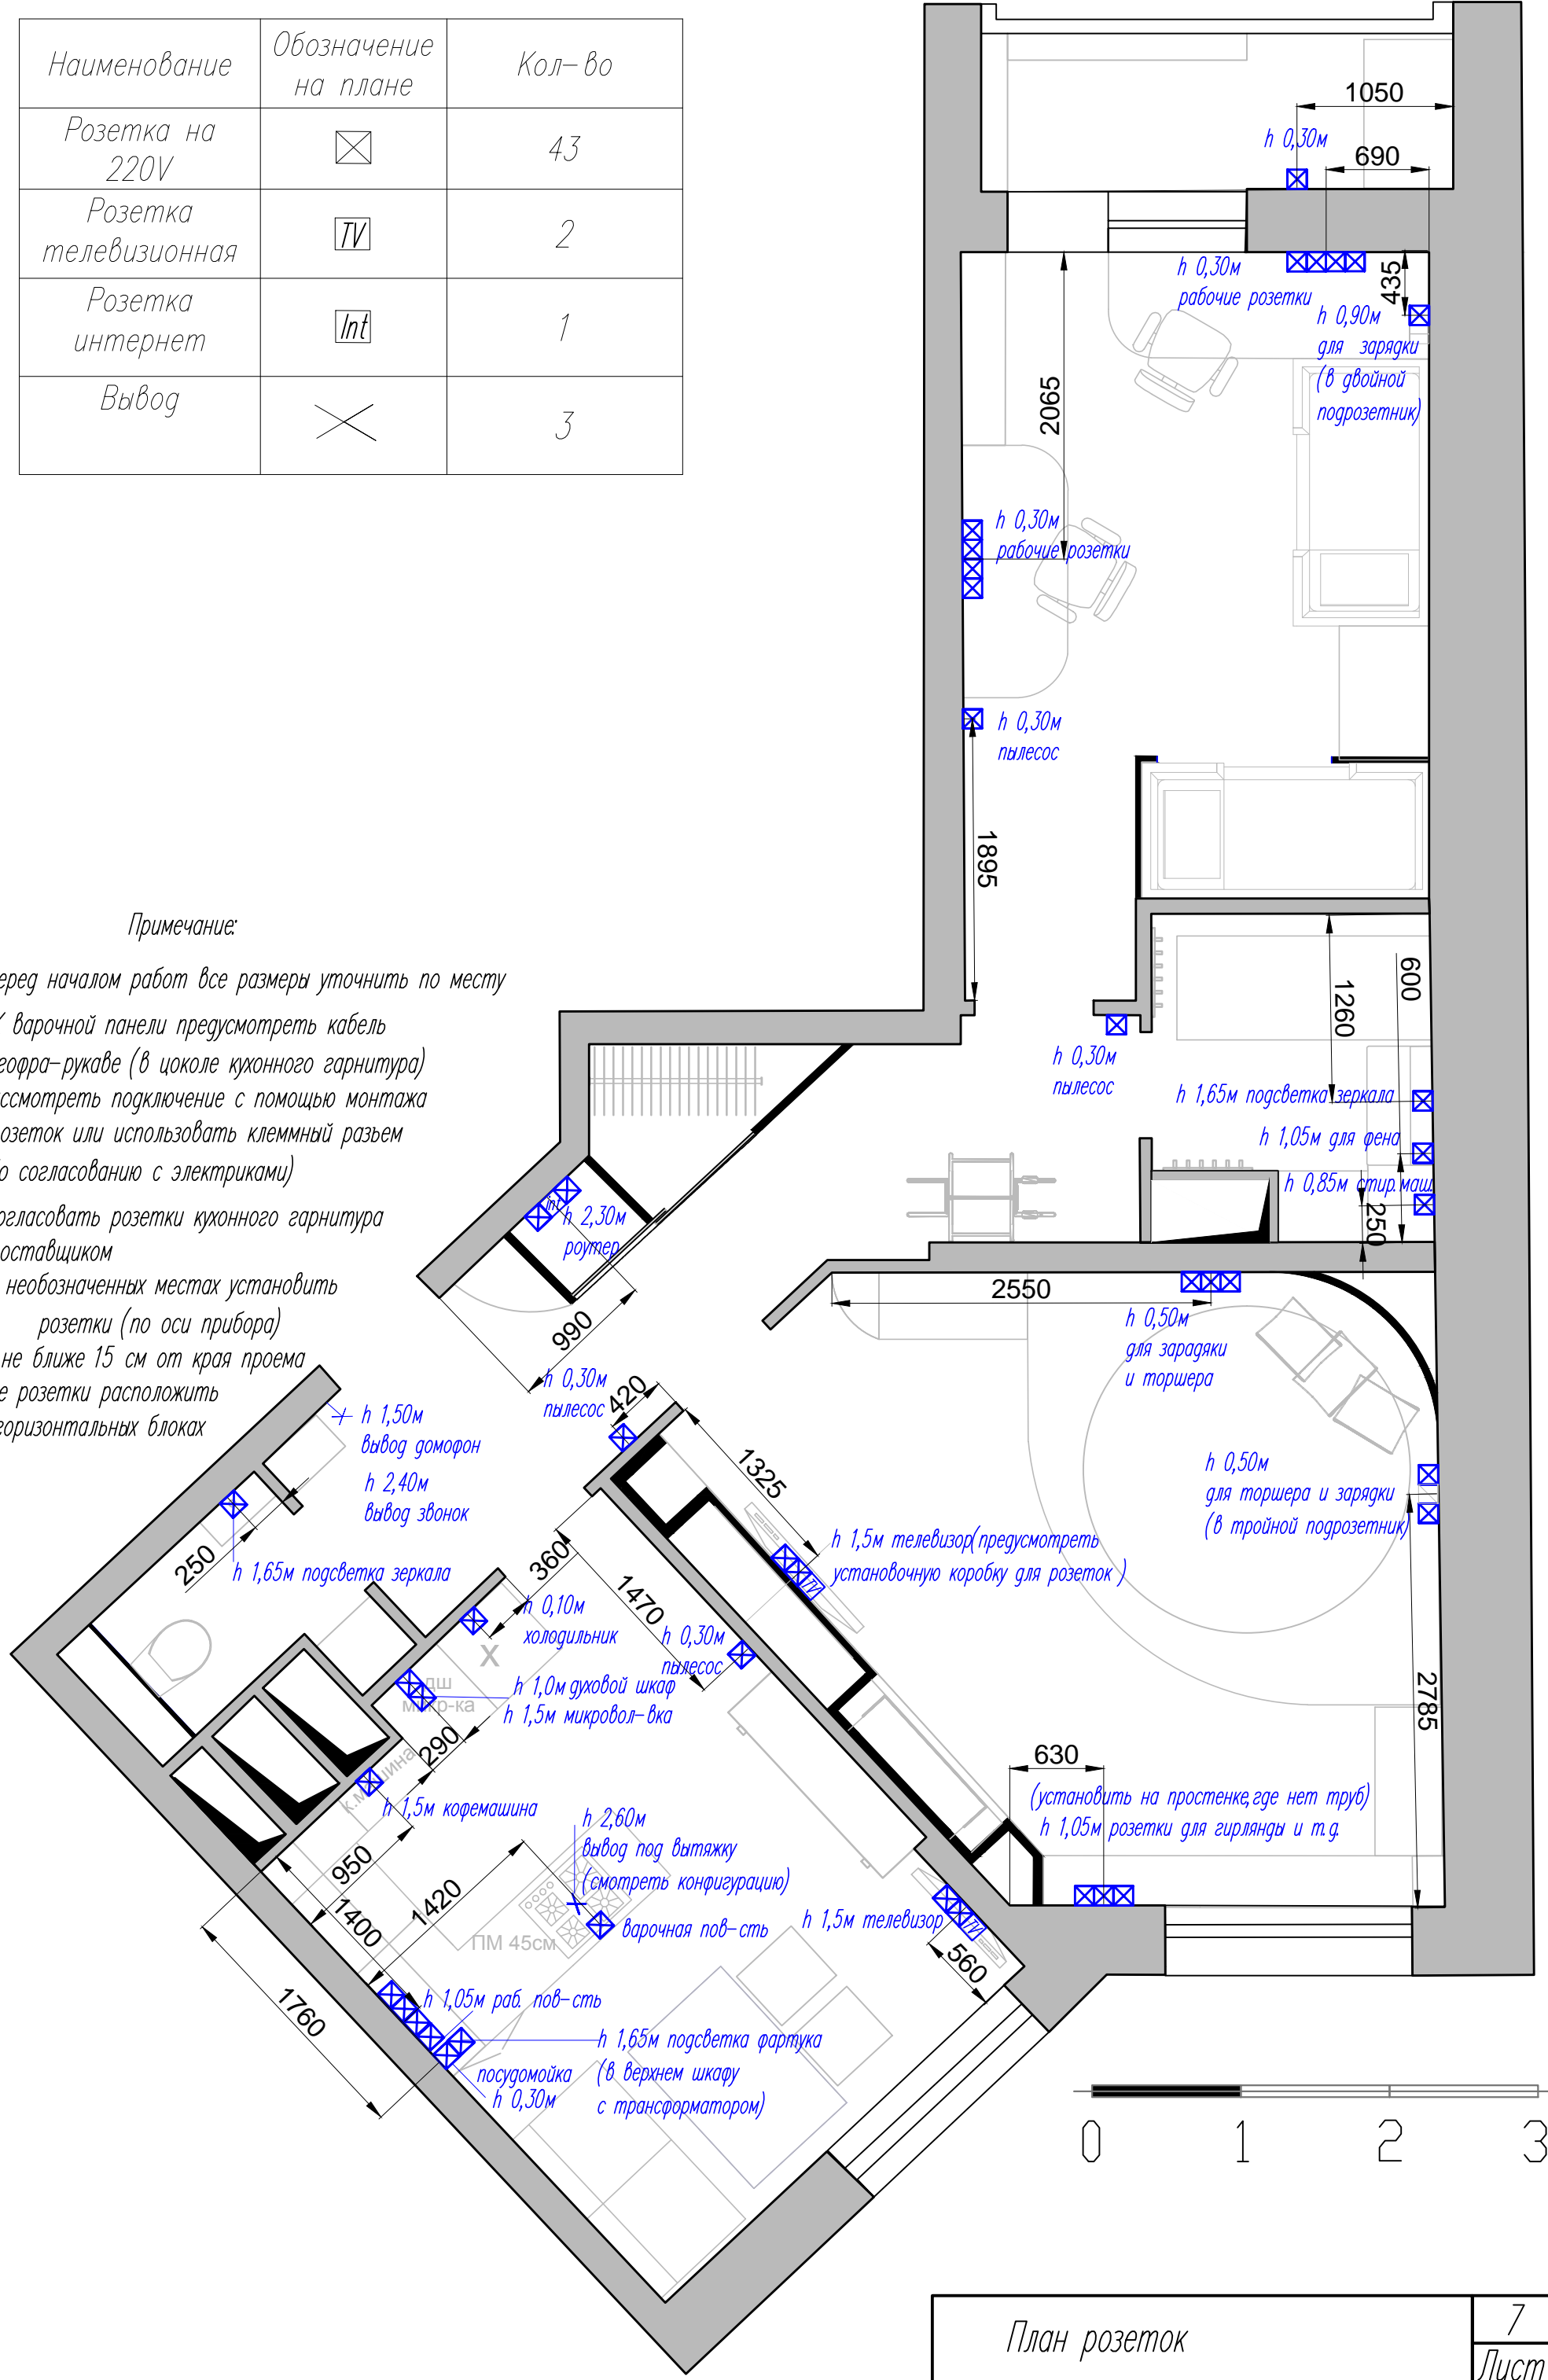 Наименование
Обозначение
на плане
Кол-во
Розетка на
220V
43
Розетка
телевизионная
TV
2
Розетка
интернет
Int
1
Вывод
3
Примечание:
еред началом работ все размеры уточнить по месту
варочной панели предусмотреть кабель
гофра-рукаве (в цоколе кухонного гарнитура)
ссмотреть подключение с помощью монтажа
озеток или использовать клеммный разъем
о согласованию с электриками)
огласовать розетки кухонного гарнитура
оставщиком
необозначенных местах установить
розетки (по оси прибора)
не ближе 15 см от края проема
е розетки расположить
горизонтальных блоках
1050
h 0,30м
690
h 0,30м
рабочие розетки
435
h 0,90м
для зарядки
(в двойной
подрозетник)
2065
h 0,30м
рабочие розетки
h 0,30м
пылесос
1895
600
1260
h 0,30м
пылесос
h 1,65м подсветка зеркала
h 1,05м для фена
h 0,85м стир.маш.
250
int
h 2,30м
роутер
990
2550
h 0,50м
для зарадяки
и торшера
h 0,30м
пылесос
420
1325
h 1,50м
вывод домофон
h 2,40м
вывод звонок
250
h 1,65м подсветка зеркала
h 0,50м
для торшера и зарядки
(в тройной подрозетник)
h 1,5м телевизор(предусмотреть
установочную коробку для розеток )
TV
360
1470
h 0,10м
холодильник
X
h 0,30м
пылесос
дш
микр-ка
h 1,0м духовой шкаф
h 1,5м микровол-вка
290
2785
630
(установить на простенке,где нет труб)
h 1,05м розетки для гирлянды и т.д.
к.машина
h 1,5м кофемашина
h 2,60м
вывод под вытяжку
(смотреть конфигурацию)
950
1400
1420
ПМ 45см
варочная пов-сть
h 1,5м телевизор
TV
560
1760
h 1,05м раб. пов-сть
h 1,65м подсветка фартука
(в верхнем шкафу
с трансформатором)
посудомойка
h 0,30м
0 1 2 3
План розеток
7
Лист